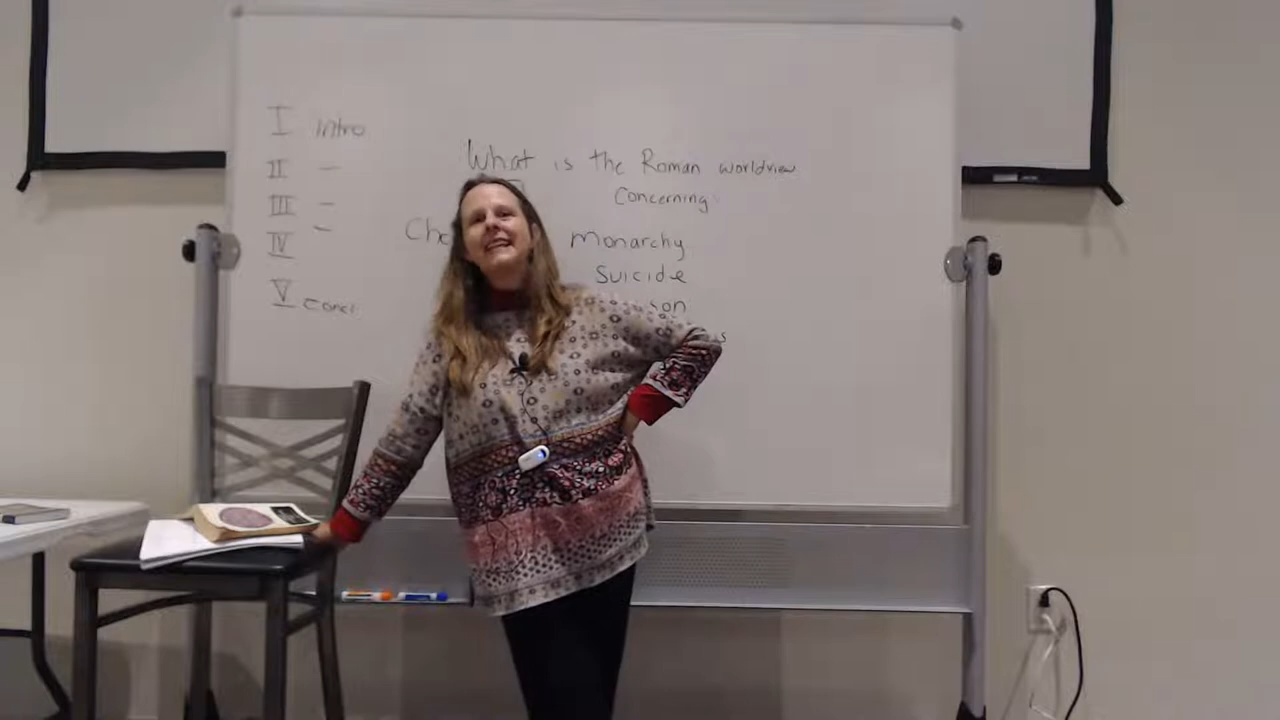 I Intro
II -
III -
IV -
V Concl.
What is the Roman worldview
Concerning
Monarchy
Suicide